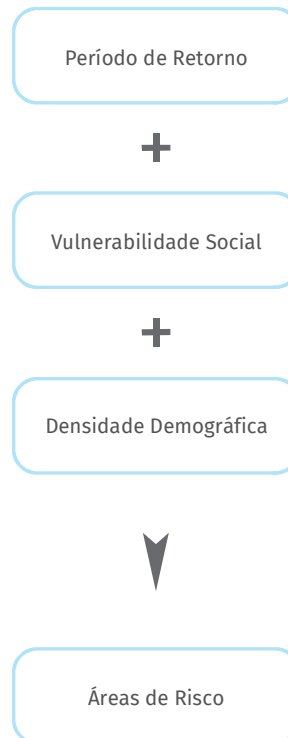 Período de Retorno
+
Vulnerabilidade Social
+
Densidade Demográfica
Áreas de Risco